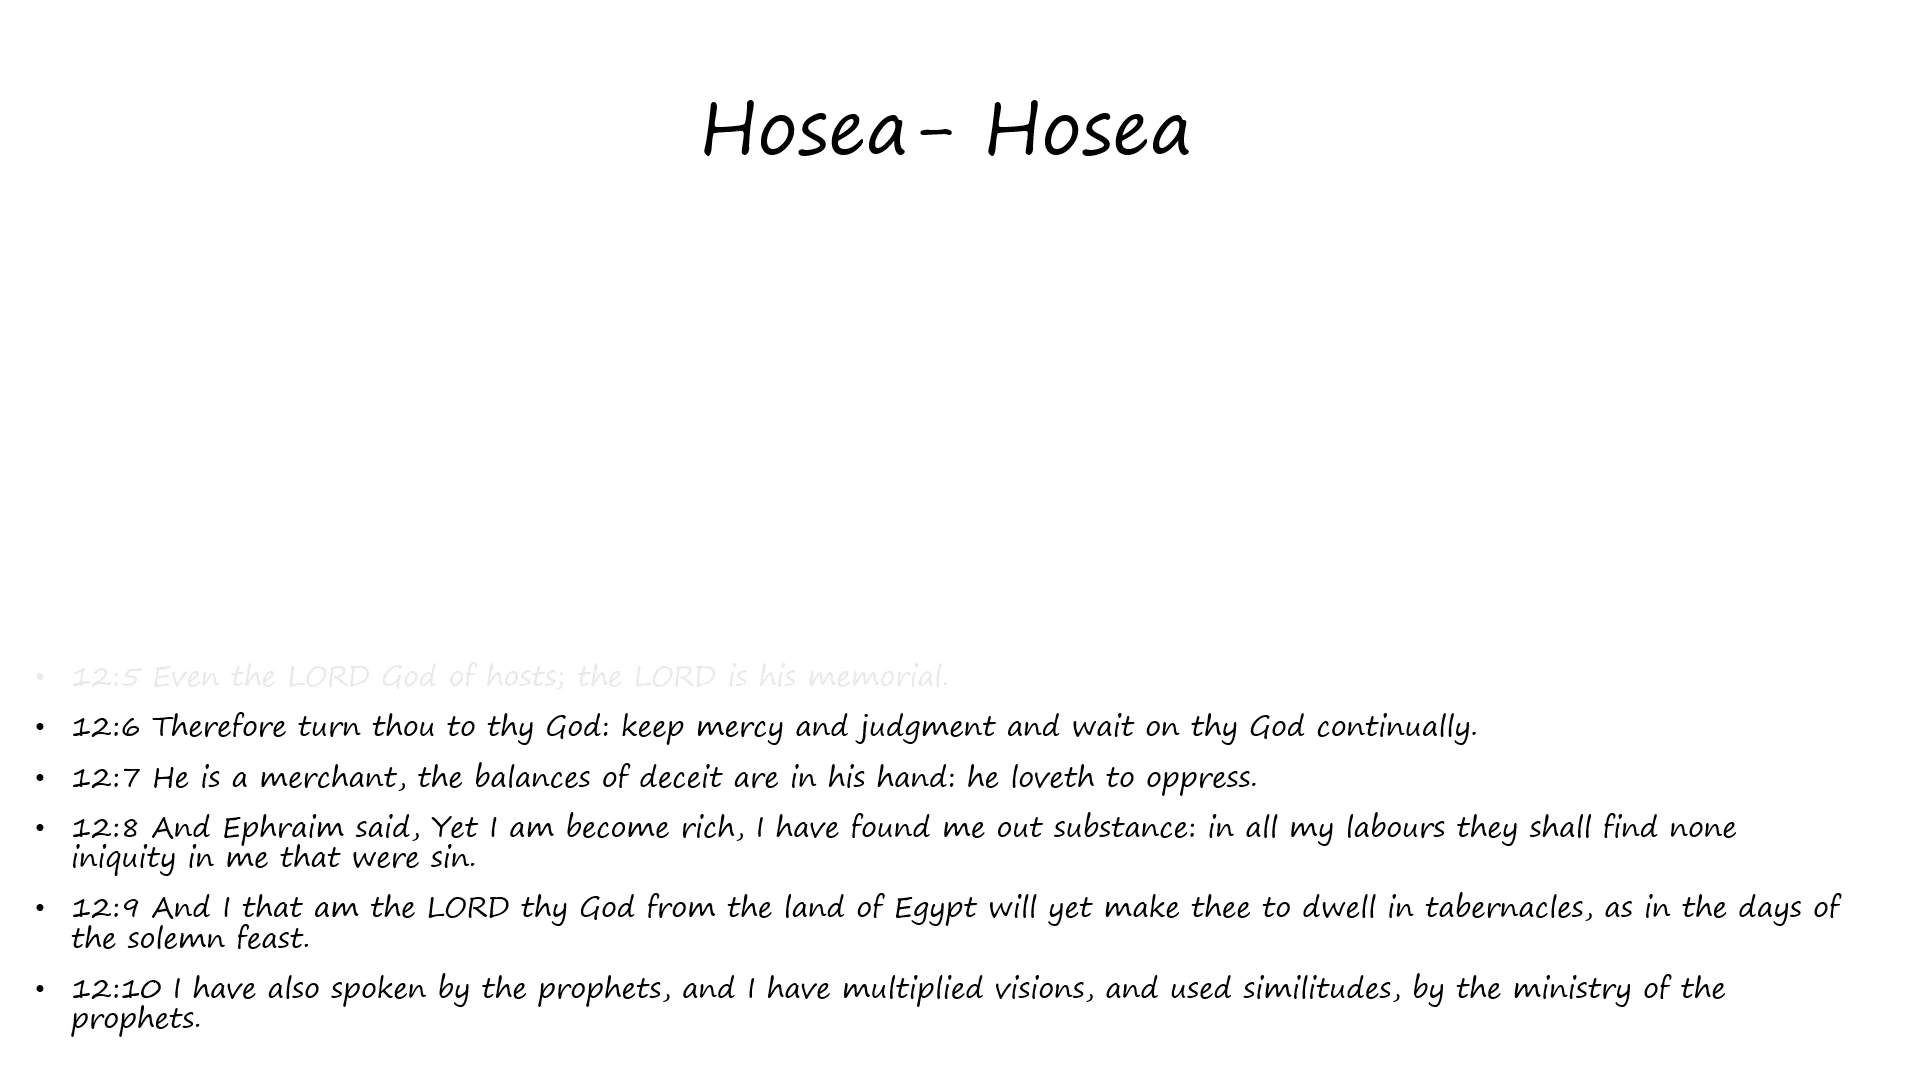 Hosea- Hosea
• 12:5 Even the LORD God of hosts; the LORD is his memorial.
• 12:6 Therefore turn thou to thy God: keep mercy and judgment and wait on thy God continually.
• 12:7 He is a merchant, the balances of deceit are in his hand: he loveth to oppress.
• 12:8 And Ephraim said, Yet I am become rich, I have found me out substance: in all my labours they shall find none
iniquity in me that were sin.
• 12:9 And I that am the LORD thy God from the land of Egypt will yet make thee to dwell in tabernacles, as in the days of
the solemn feast.
• 12:10 I have also spoken by the prophets, and I have multiplied visions, and used similitudes, by the ministry of the
prophets.